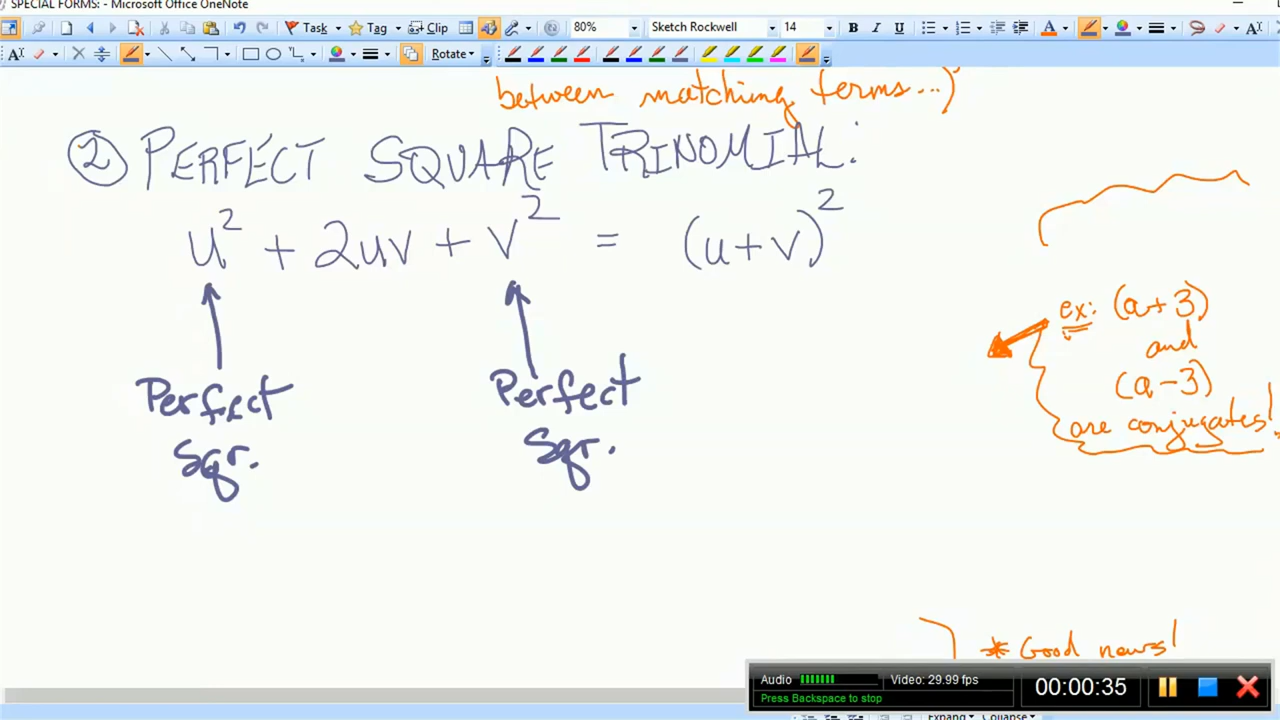 SPECIAL FORMS: - Microsoft Office OneNote
Task Tag Clip 80% Sketch Rockwell 14 B I U A
A Rotate
between matching terms...)
② PERFECT SQUARE TRINOMIAL:
u² + 2uv + v² = (u+v)²
Perfect
Sqr.
Perfect
Sqr.
ex: (a+3)
and
(a-3)
are conjugates!
* Good news!
Audio Video: 29.99 fps
Press Backspace to stop
00:00:35
Expand Collapse